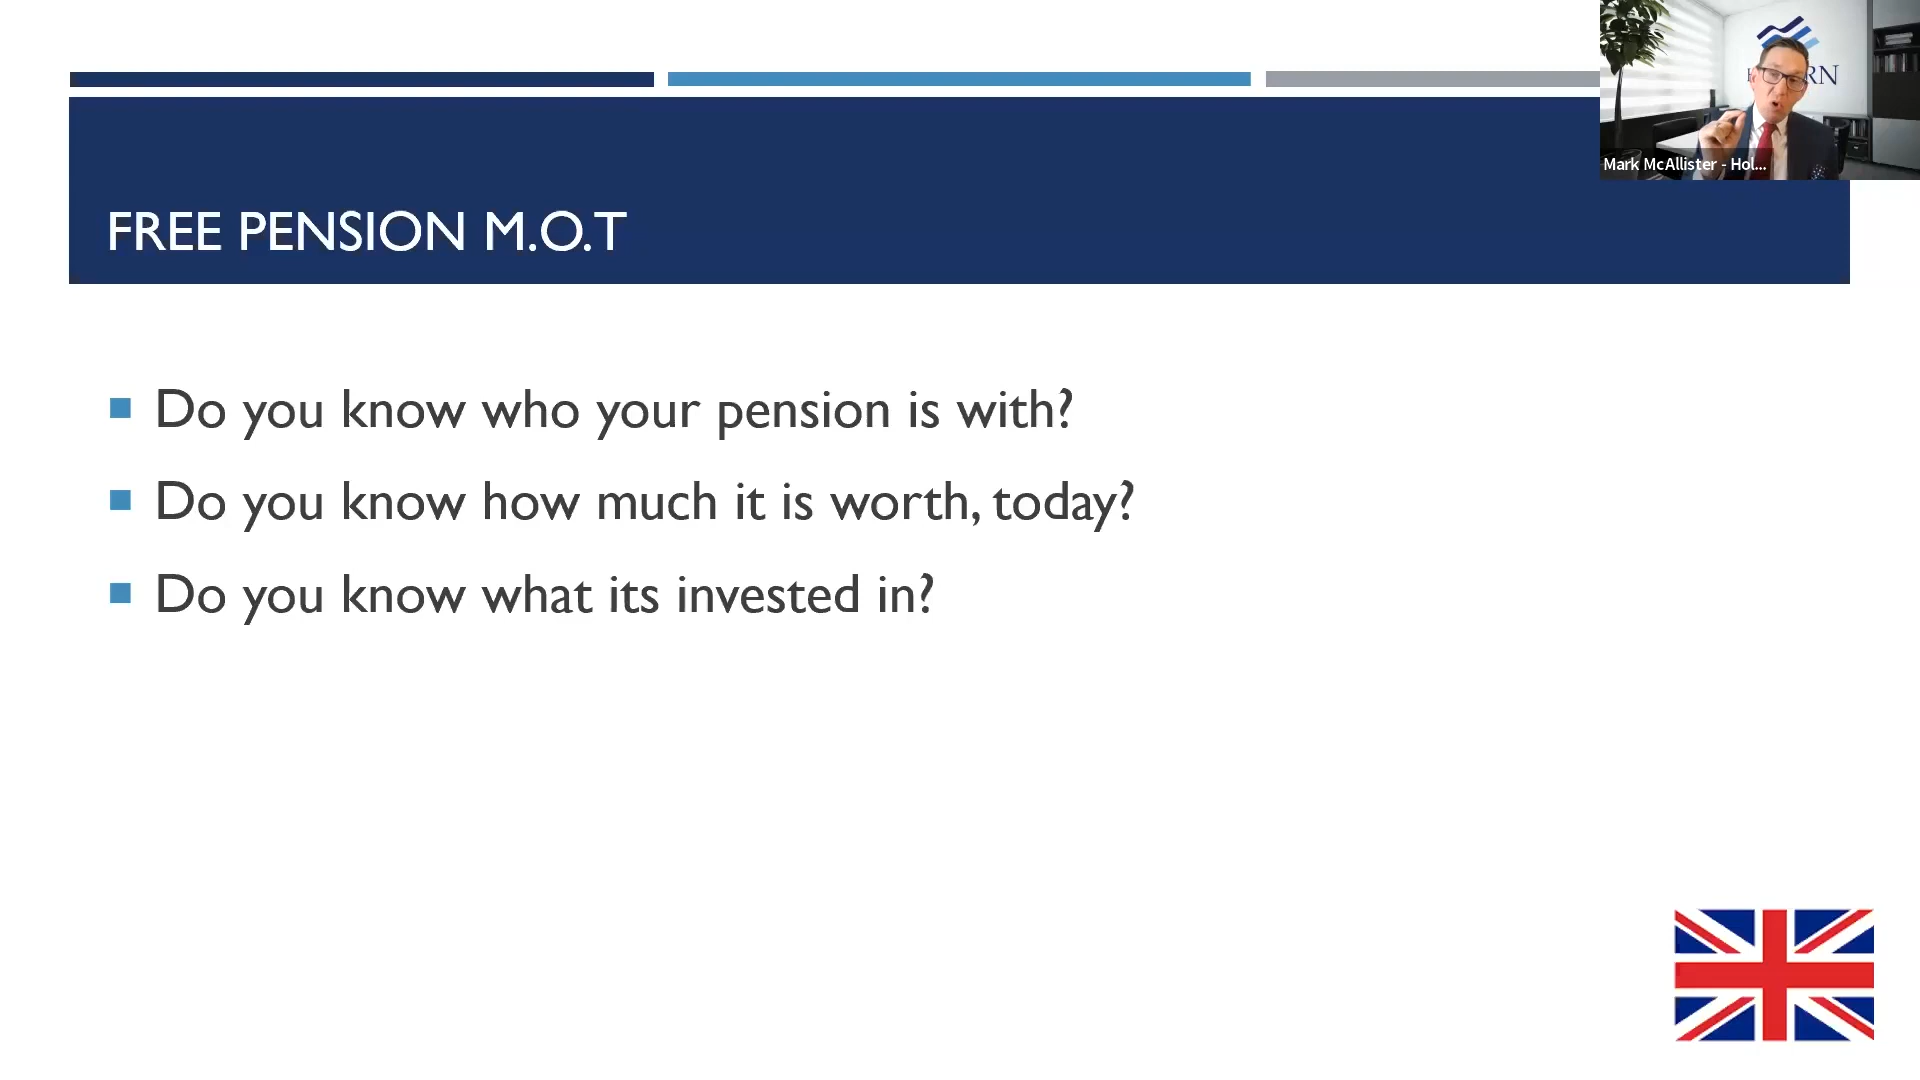 FREE PENSION M.O.T
Mark McAllister - Hol...
Do you know who your pension is with?
Do you know how much it is worth, today?
Do you know what its invested in?